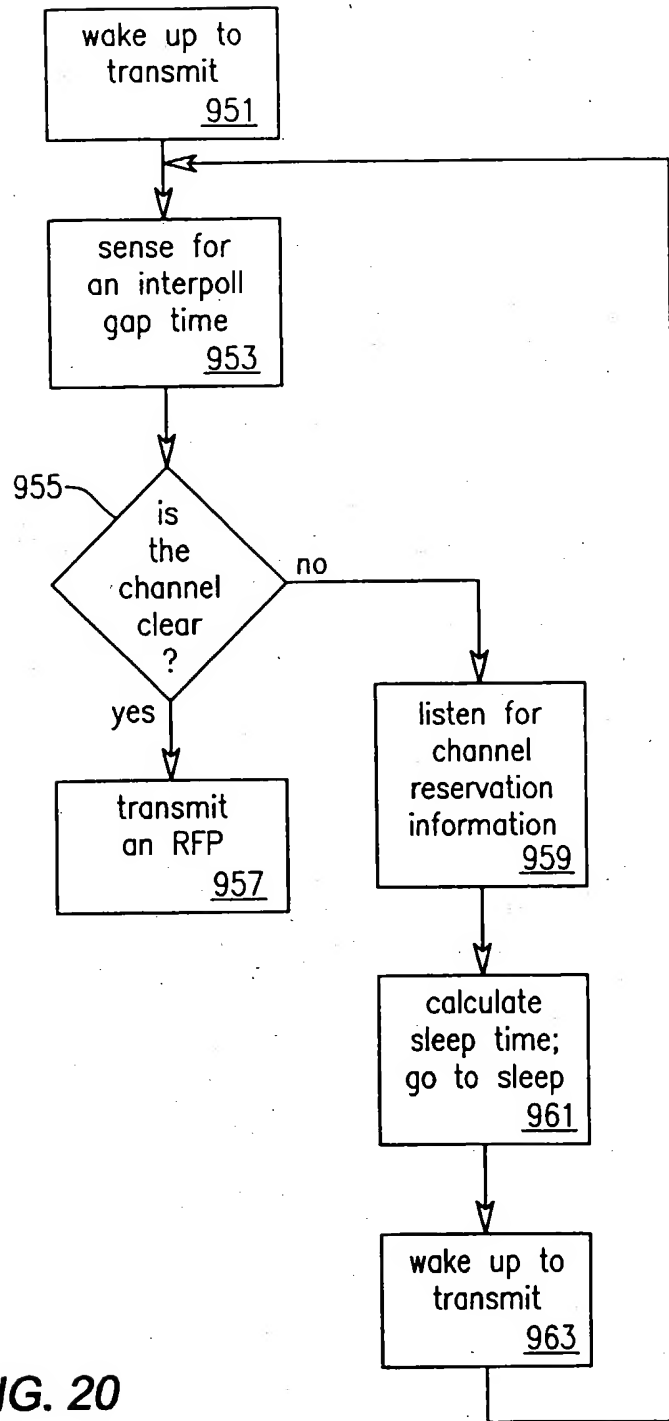 wake up to
transmit
951
sense for
an interpoll
gap time
953
955
is
the
channel
clear
?
no
yes
transmit
an RFP
957
listen for
channel
reservation
information
959
calculate
sleep time;
go to sleep
961
wake up to
transmit
963
IG. 20